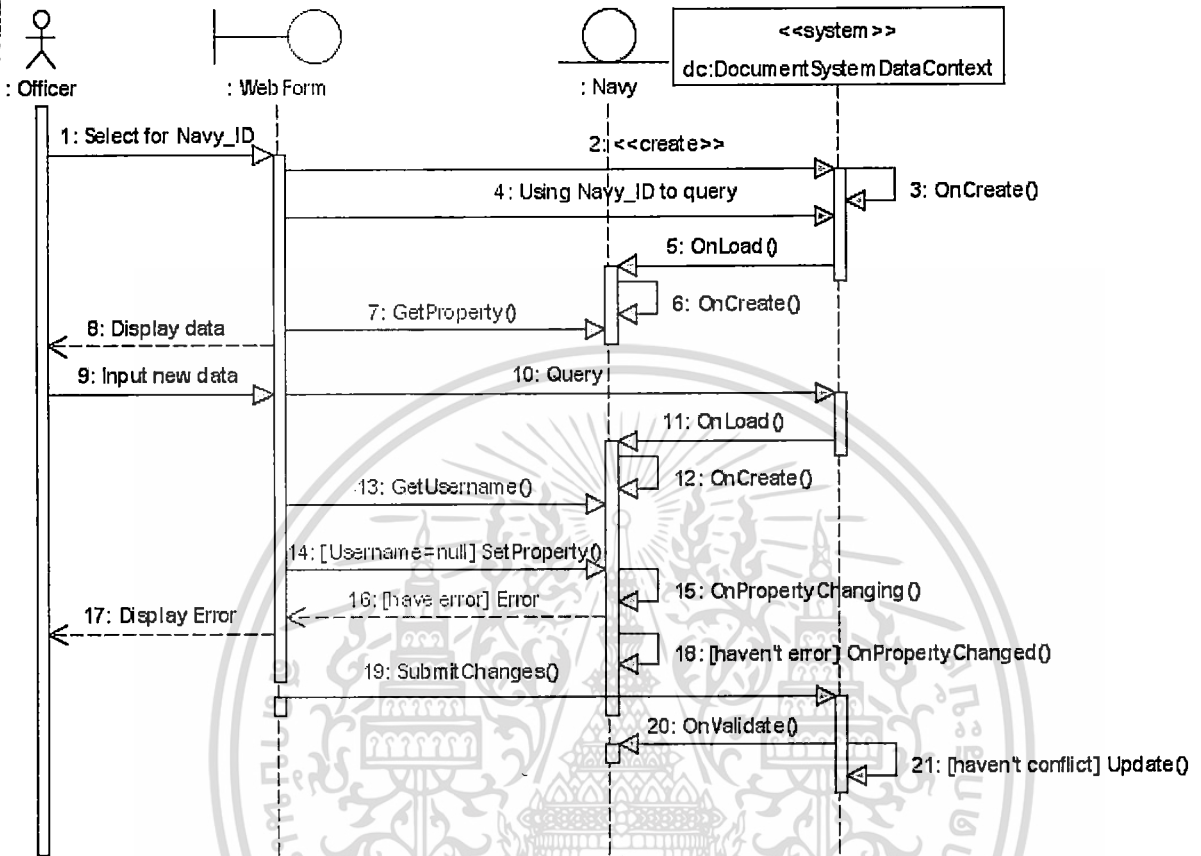 <<system>>
dc:DocumentSystemDataContext
: Officer
: Web Form
: Navy
1: Select for Navy_ID
2: <<create>>
3: OnCreate()
4: Using Navy_ID to query
5: OnLoad()
6: OnCreate()
7: GetProperty()
8: Display data
9: Input new data
10: Query
11: OnLoad()
12: OnCreate()
13: GetUsername()
14: [Username=null] SetProperty()
15: OnPropertyChanging()
16: [have error] Error
17: Display Error
18: [haven't error] OnPropertyChanged()
19: SubmitChanges()
20: OnValidate()
21: [haven't conflict] Update()